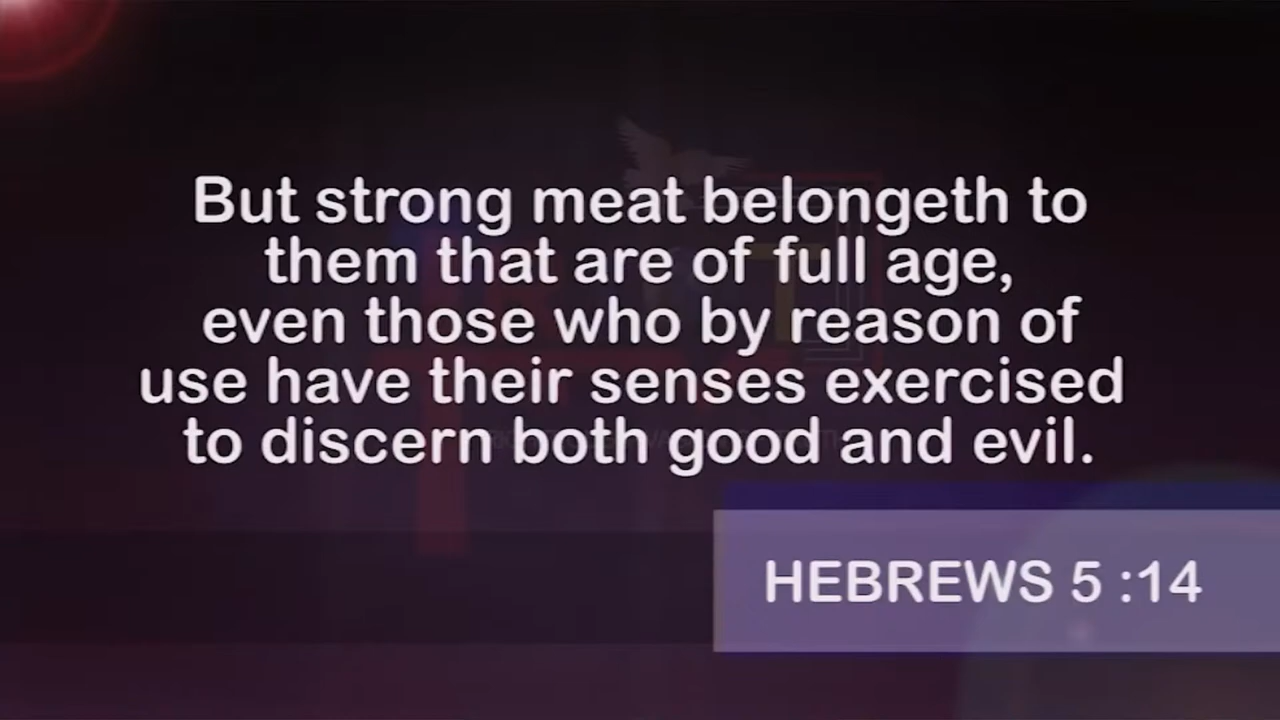 But strong meat belongeth to
them that are of full age,
even those who by reason of
use have their senses exercised
to discern both good and evil.
HEBREWS 5 :14